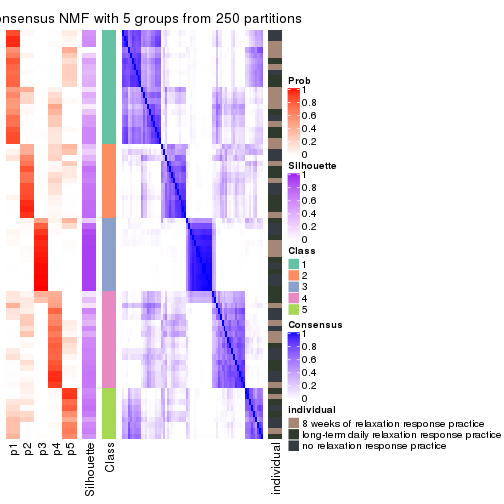 onsensus NMF with 5 groups from 250 partitions
Prob
1
0.8
0.6
0.4
0.2
0
Silhouette
1
0.8
0.6
0.4
0.2
0
Class
1
2
3
4
5
Consensus
1
0.8
0.6
0.4
0.2
0
individual
8 weeks of relaxation response practice
long-term daily relaxation response practice
no relaxation response practice
p1
p2
p3
p4
p5
Silhouette
Class
individual